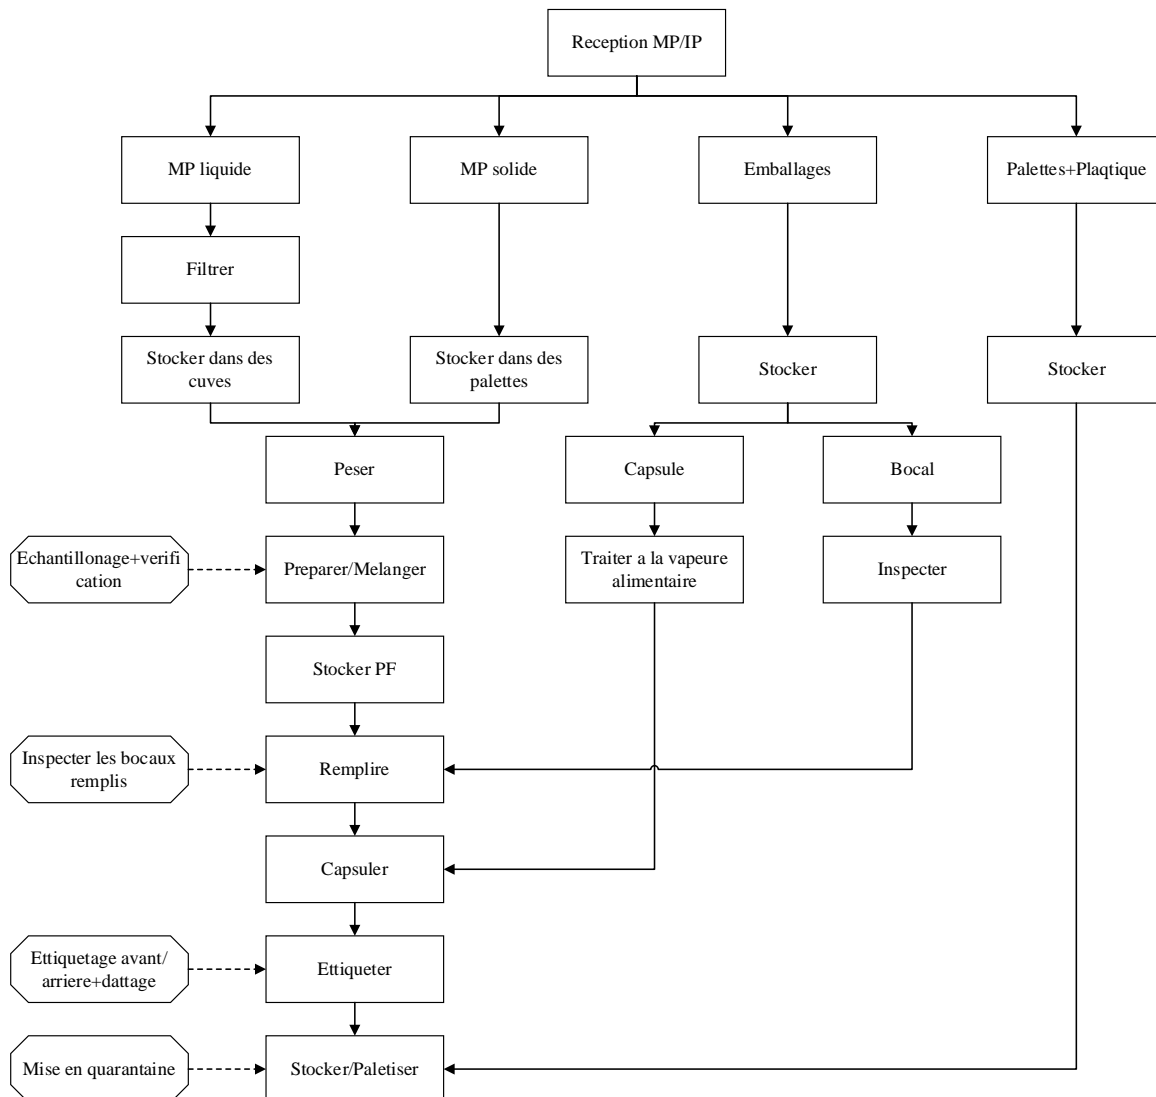 Reception MP/IP
MP liquide
MP solide
Emballages
Palettes+Plaqtique
Filtrer
Stocker dans des
cuves
Stocker dans des
palettes
Stocker
Stocker
Peser
Capsule
Bocal
Echantillonage+verifi
cation
Preparer/Melanger
Traiter a la vapeure
alimentaire
Inspecter
Stocker PF
Inspecter les bocaux
remplis
Remplire
Capsuler
Ettiquetage avant/
arriere+dattage
Ettiqueter
Mise en quarantaine
Stocker/Paletiser